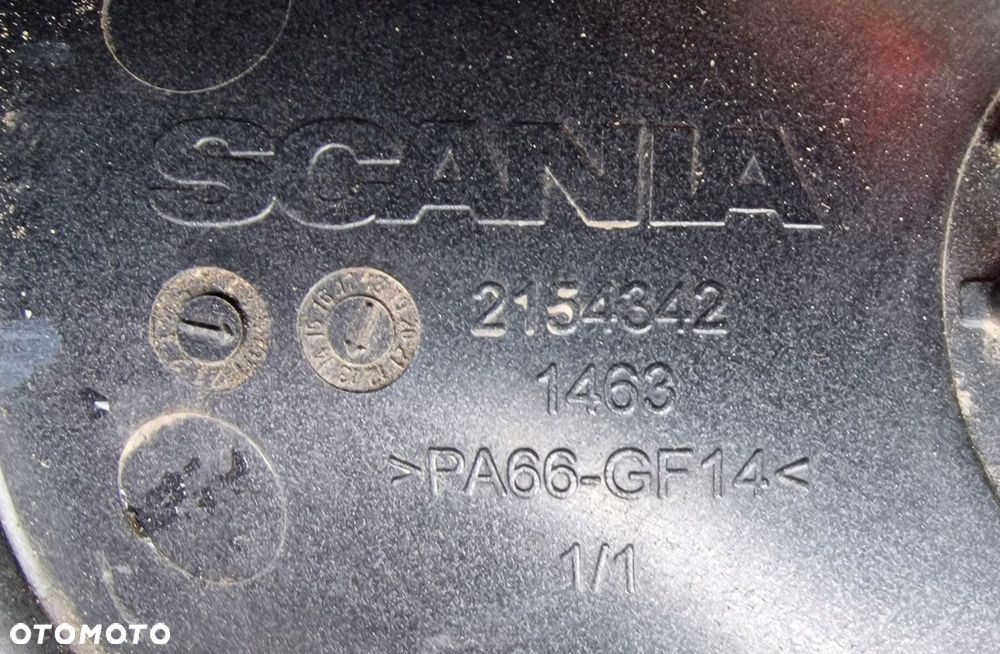 SCANIA
2154342
1463
>PA66-GF14<
1/1
OTOMOTO